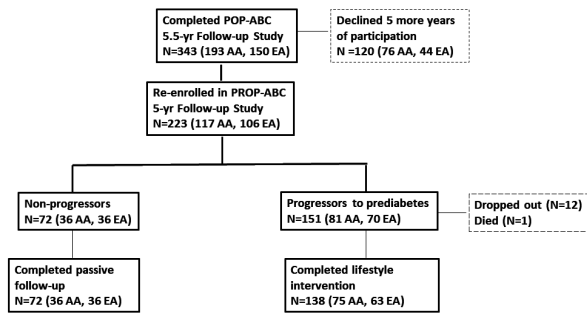 Completed POP-ABC
5.5-yr Follow-up Study
N=343 (193 AA, 150 EA)
Declined 5 more years
of participation
N =120 (76 AA, 44 EA)
Re-enrolled in PROP-ABC
5-yr Follow-up Study
N=223 (117 AA, 106 EA)
Non-progressors
N=72 (36 AA, 36 EA)
Progressors to prediabetes
N=151 (81 AA, 70 EA)
Dropped out (N=12)
Died (N=1)
Completed passive
follow-up
N=72 (36 AA, 36 EA)
Completed lifestyle
intervention
N=138 (75 AA, 63 EA)